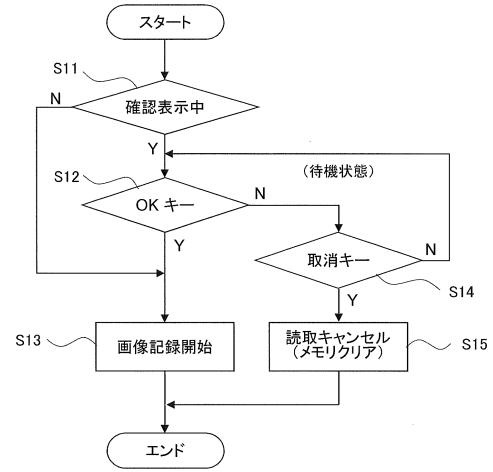 スタート
S11
N
確認表示中
Y
(待機状態)
S12
OK キー
N
Y
取消キー
N
S14
Y
S13
画像記録開始
読取キャンセル
(メモリクリア)
S15
エンド